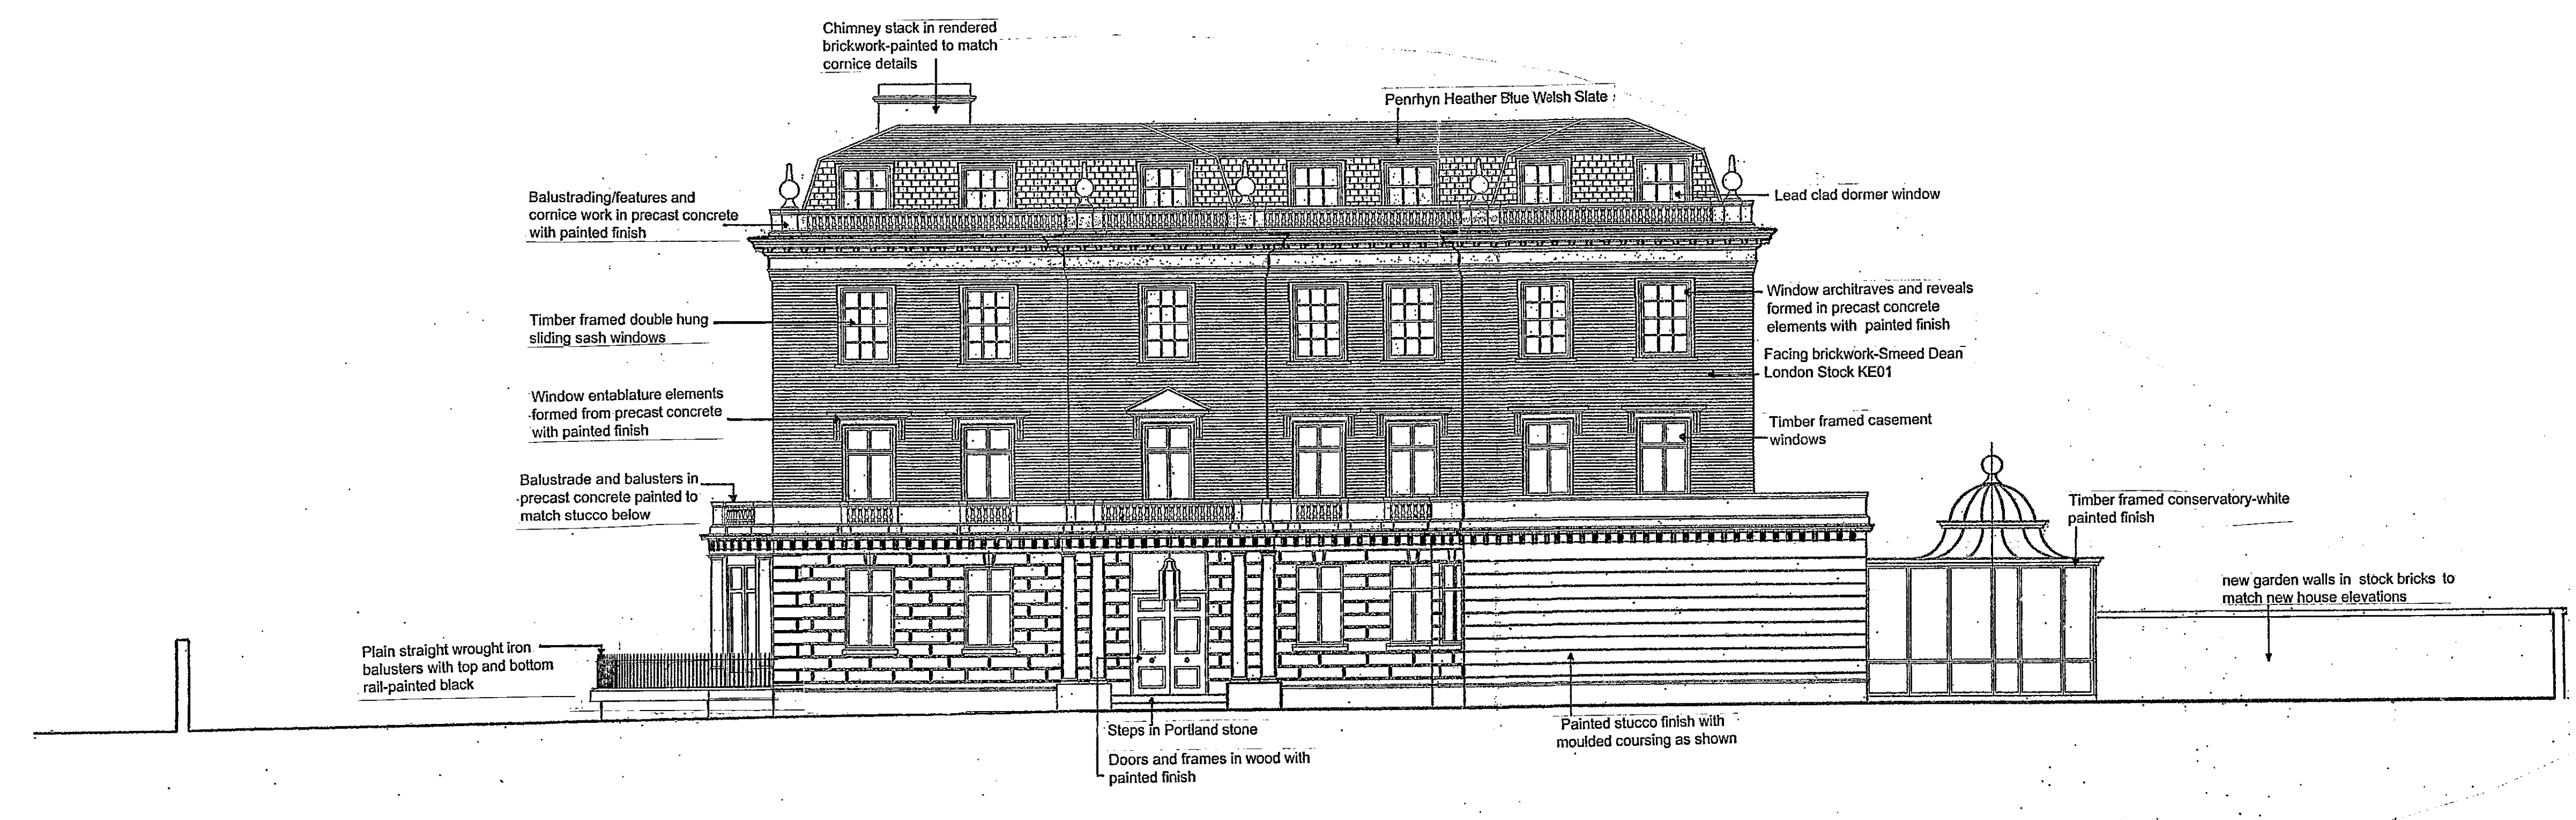 Chimney stack in rendered
brickwork-painted to match
cornice details
Penrhyn Heather Blue Welsh Slate
Balustrading/features and
cornice work in precast concrete
with painted finish
Lead clad dormer window
Timber framed double hung
sliding sash windows
Window architraves and reveals
formed in precast concrete
elements with painted finish
Facing brickwork-Smeed Dean
London Stock KE01
Window entablature elements
formed from precast concrete
with painted finish
Timber framed casement
windows
Balustrade and balusters in
precast concrete painted to
match stucco below
Timber framed conservatory-white
painted finish
new garden walls in stock bricks to
match new house elevations
Plain straight wrought iron
balusters with top and bottom
rail-painted black
Steps in Portland stone
Doors and frames in wood with
painted finish
Painted stucco finish with
moulded coursing as shown